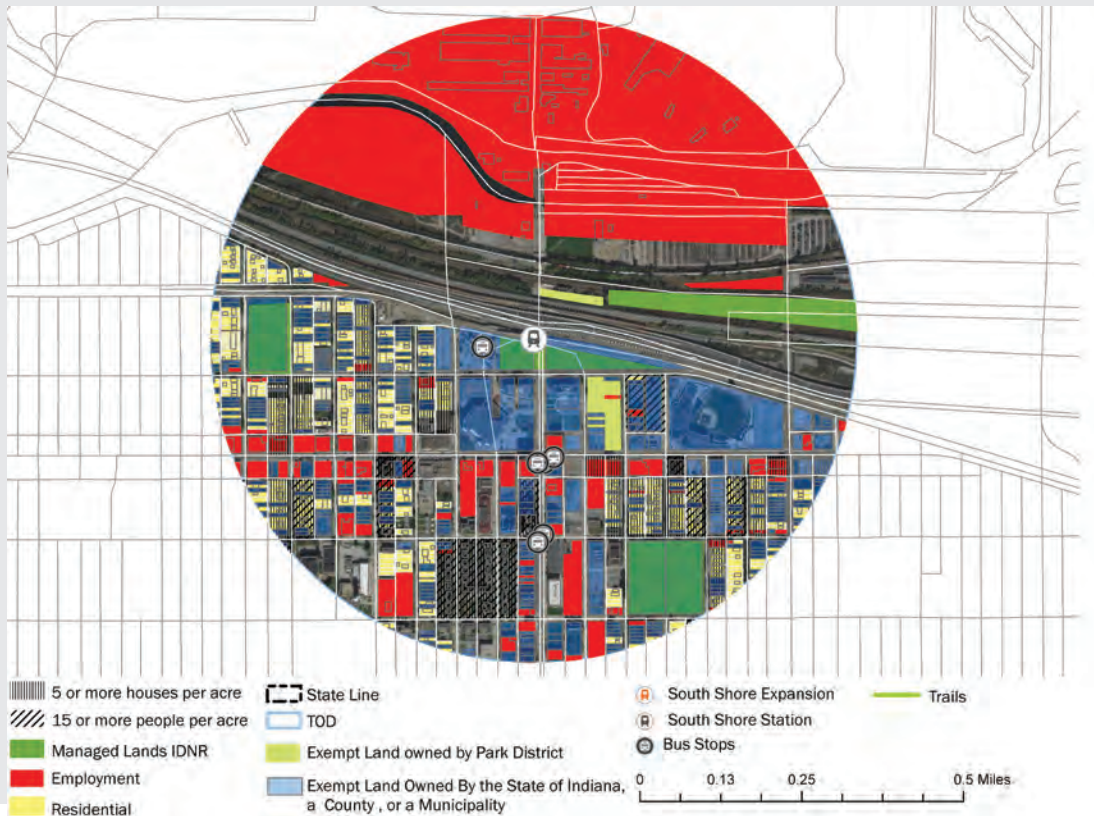 5 or more houses per acre
15 or more people per acre
Managed Lands IDNR
Employment
Residential
State Line
TOD
Exempt Land owned by Park District
Exempt Land Owned By the State of Indiana,
a County , or a Municipality
South Shore Expansion
South Shore Station
Bus Stops
Trails
0 0.13 0.25 0.5 Miles